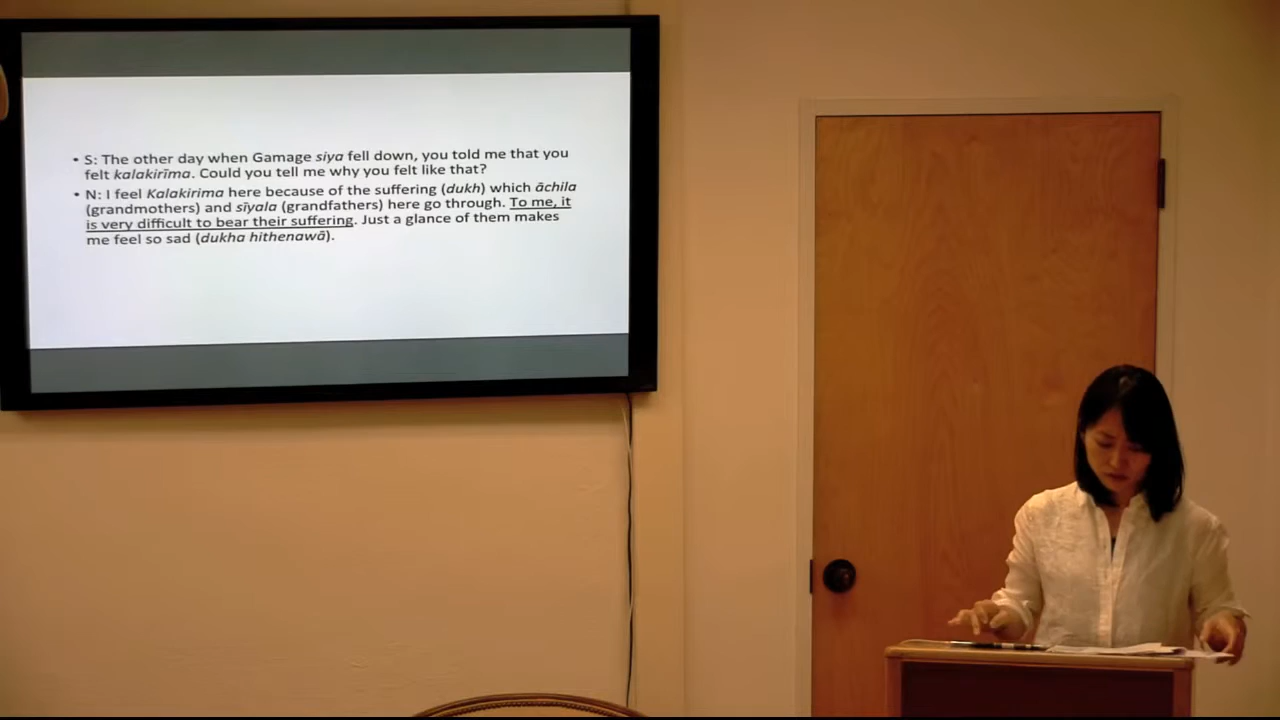 • S: The other day when Gamage siya fell down, you told me that you
felt kalakirīma. Could you tell me why you felt like that?
• N: I feel Kalakirima here because of the suffering (dukh) which āchila
(grandmothers) and sīyala (grandfathers) here go through. To me, it
is very difficult to bear their suffering. Just a glance of them makes
me feel so sad (dukha hithenawā).